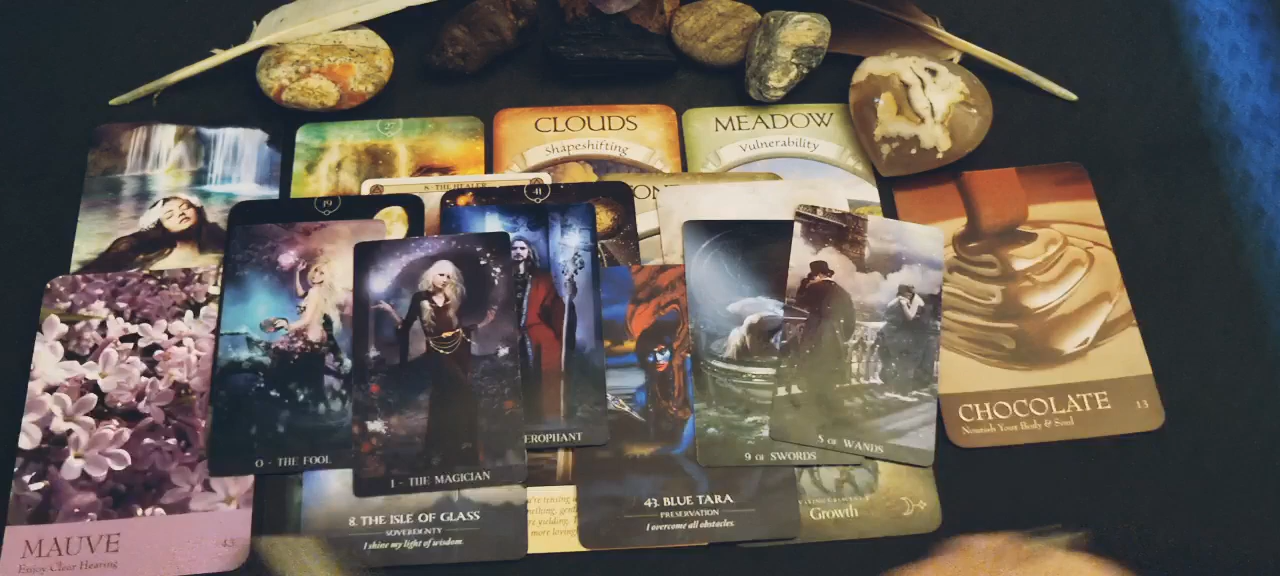 CLOUDS
Shapeshifting
MEADOW
Vulnerability
8 - THE HEALER
19
41
0 - THE FOOL
1 - THE MAGICIAN
EROPHANT
9 OF SWORDS
5 OF WANDS
CHOCOLATE 13
Nourish Your Body & Soul
8. THE ISLE OF GLASS
SOVEREIGNTY
I shine my light of wisdom.
43. BLUE TARA
PRESERVATION
I overcome all obstacles.
Growth
MAUVE 43
Enjoy Clear Hearing